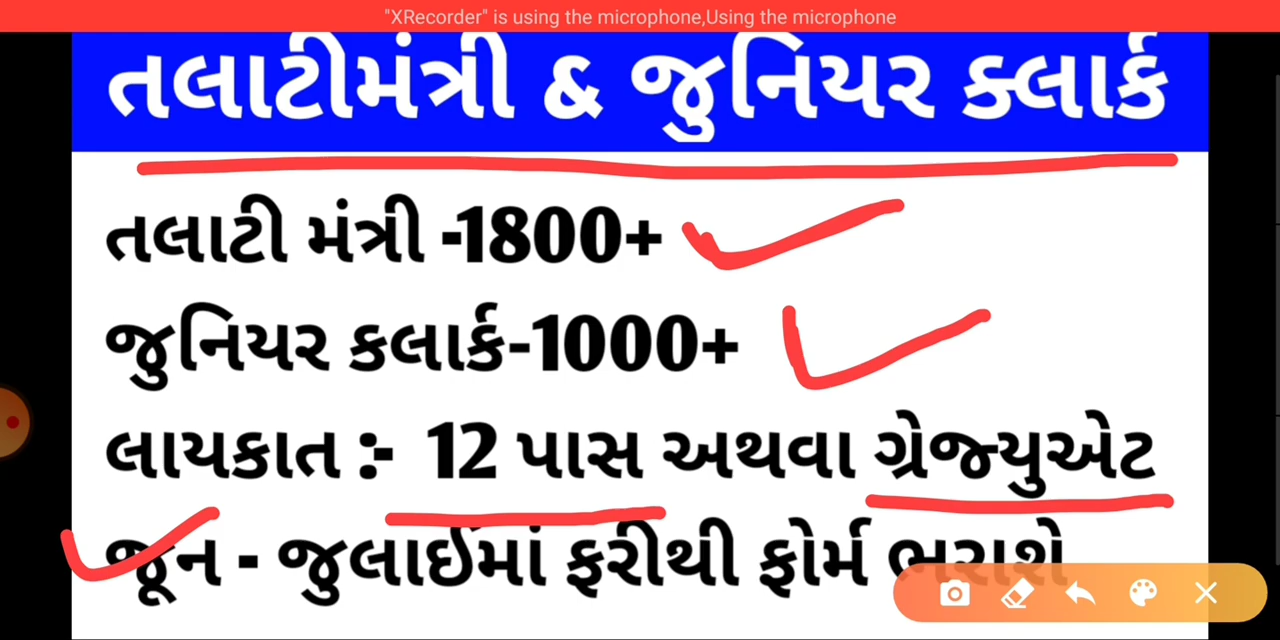 "XRecorder" is using the microphone,Using the microphone
તલાટીમંત્રી & જુનિયર ક્લાર્ક
તલાટી મંત્રી -1800+
જુનિયર કલાર્ક-1000+
લાયકાત :- 12 પાસ અથવા ગ્રેજ્યુએટ
જૂન - જુલાઈમાં ફરીથી ફોર્મ ભરાશે